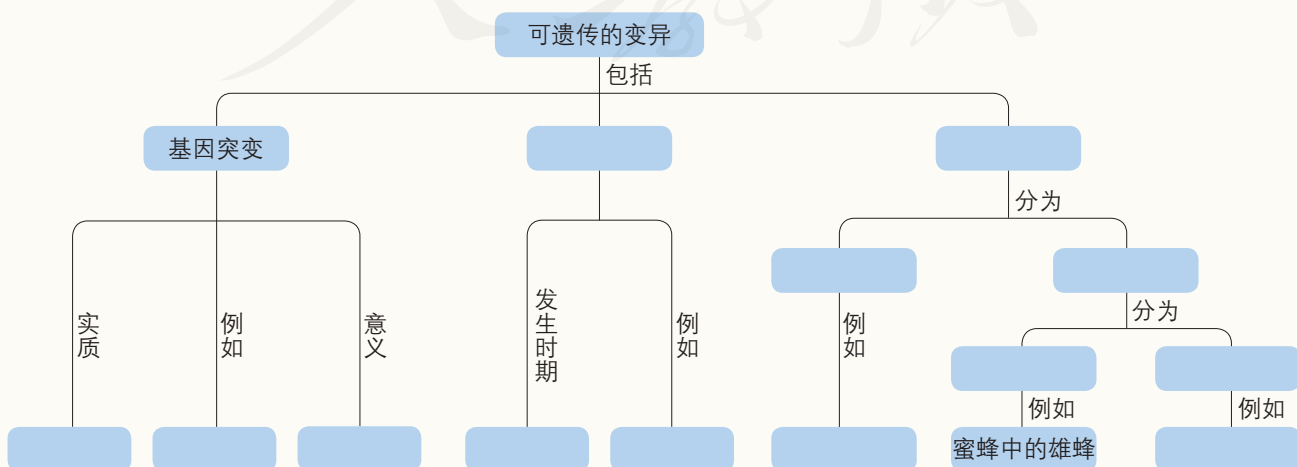 可遗传的变异
包括
基因突变
分为
实质
例如
意义
发生时期
例如
例如
分为
例如
例如
蜜蜂中的雄蜂